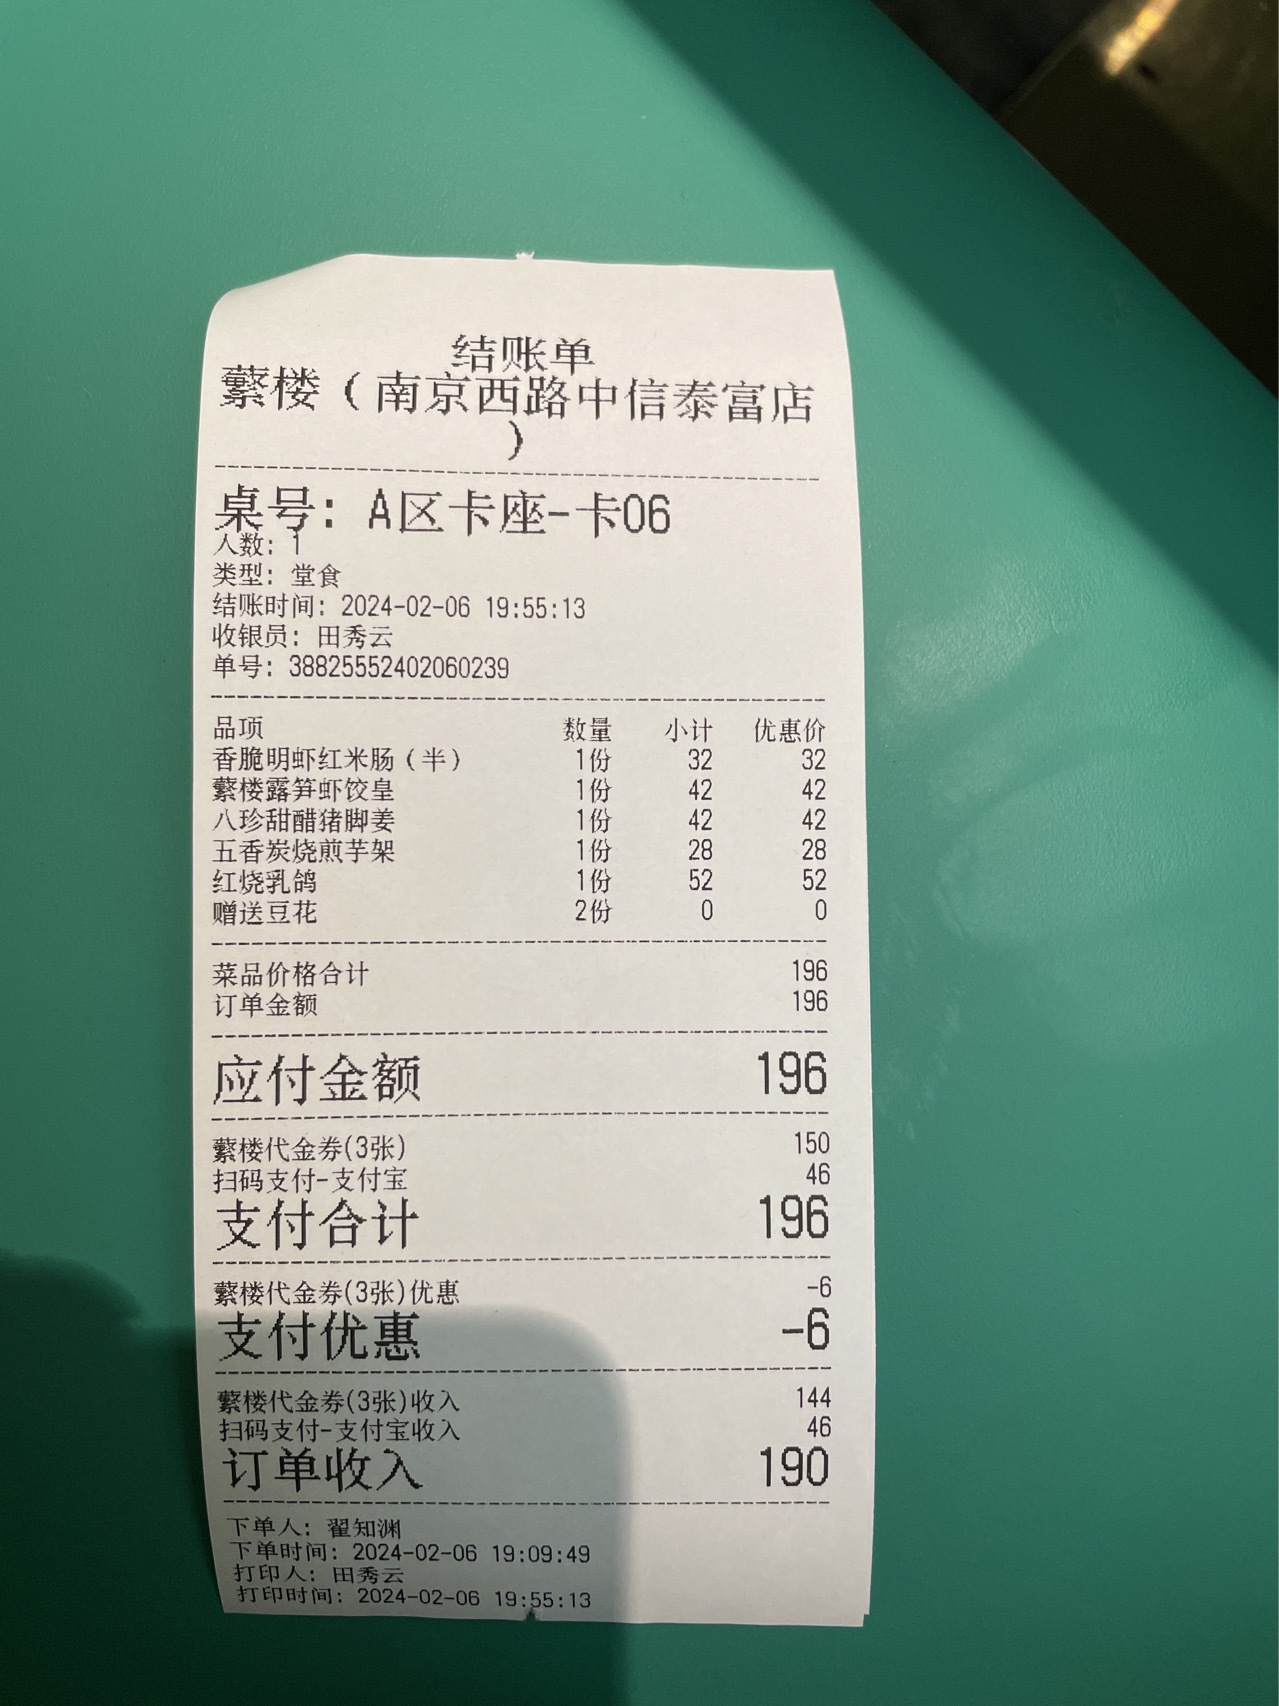 结账单
蘩楼（南京西路中信泰富店
）
桌号: A区卡座-卡06
人数: 1
类型: 堂食
结账时间: 2024-02-06 19:55:13
收银员: 田秀云
单号: 38825552402060239
品项 数量 小计 优惠价
香脆明虾红米肠（半） 1份 32 32
蘩楼露笋虾饺皇 1份 42 42
八珍甜醋猪脚姜 1份 42 42
五香炭烧煎芋架 1份 28 28
红烧乳鸽 1份 52 52
赠送豆花 2份 0 0
菜品价格合计 196
订单金额 196
应付金额 196
蘩楼代金券(3张) 150
扫码支付-支付宝 46
支付合计 196
蘩楼代金券(3张)优惠 -6
支付优惠 -6
蘩楼代金券(3张)收入 144
扫码支付-支付宝收入 46
订单收入 190
下单人: 翟知渊
下单时间: 2024-02-06 19:09:49
打印人: 田秀云
打印时间: 2024-02-06 19:55:13